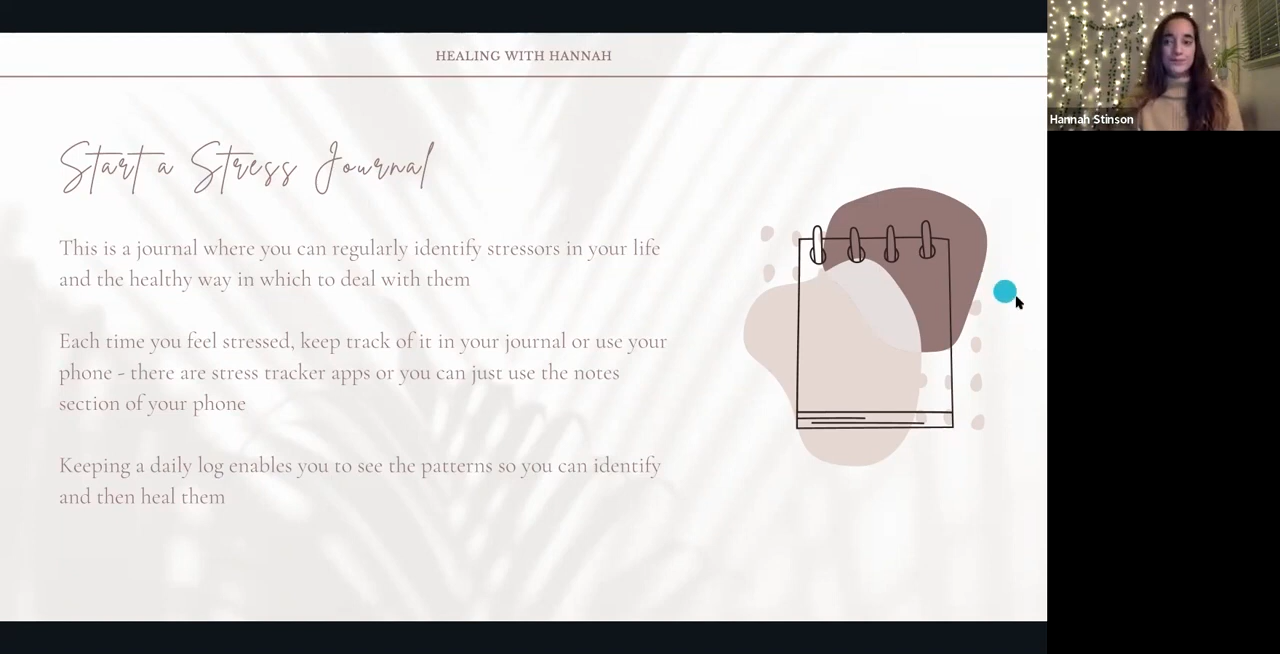 HEALING WITH HANNAH
Hannah Stinson
Start a Stress Journal
This is a journal where you can regularly identify stressors in your life
and the healthy way in which to deal with them
Each time you feel stressed, keep track of it in your journal or use your
phone - there are stress tracker apps or you can just use the notes
section of your phone
Keeping a daily log enables you to see the patterns so you can identify
and then heal them